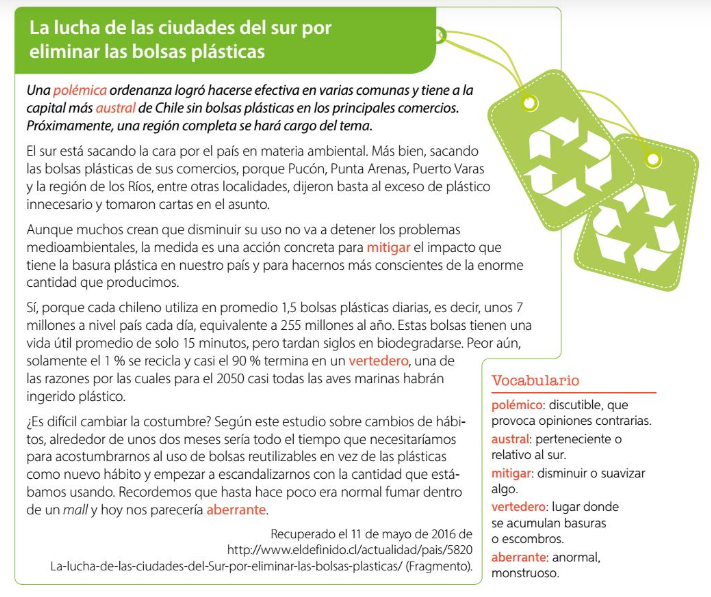 La lucha de las ciudades del sur por
eliminar las bolsas plásticas
Una polémica ordenanza logró hacerse efectiva en varias comunas y tiene a la
capital más austral de Chile sin bolsas plásticas en los principales comercios.
Próximamente, una región completa se hará cargo del tema.
El sur está sacando la cara por el país en materia ambiental. Más bien, sacando
las bolsas plásticas de sus comercios, porque Pucón, Punta Arenas, Puerto Varas
y la región de los Ríos, entre otras localidades, dijeron basta al exceso de plástico
innecesario y tomaron cartas en el asunto.
Aunque muchos crean que disminuir su uso no va a detener los problemas
medioambientales, la medida es una acción concreta para mitigar el impacto que
tiene la basura plástica en nuestro país y para hacernos más conscientes de la enorme
cantidad que producimos.
Sí, porque cada chileno utiliza en promedio 1,5 bolsas plásticas diarias, es decir, unos 7
millones a nivel país cada día, equivalente a 255 millones al año. Estas bolsas tienen una
vida útil promedio de solo 15 minutos, pero tardan siglos en biodegradarse. Peor aún,
solamente el 1 % se recicla y casi el 90 % termina en un vertedero, una de
las razones por las cuales para el 2050 casi todas las aves marinas habrán
ingerido plástico.
¿Es difícil cambiar la costumbre? Según este estudio sobre cambios de hábi-
tos, alrededor de unos dos meses sería todo el tiempo que necesitaríamos
para acostumbrarnos al uso de bolsas reutilizables en vez de las plásticas
como nuevo hábito y empezar a escandalizarnos con la cantidad que está-
bamos usando. Recordemos que hasta hace poco era normal fumar dentro
de un mall y hoy nos parecería aberrante.
Recuperado el 11 de mayo de 2016 de
http://www.eldefinido.cl/actualidad/pais/5820
La-lucha-de-las-ciudades-del-Sur-por-eliminar-las-bolsas-plasticas/ (Fragmento).
Vocabulario
polémico: discutible, que
provoca opiniones contrarias.
austral: perteneciente o
relativo al sur.
mitigar: disminuir o suavizar
algo.
vertedero: lugar donde
se acumulan basuras
o escombros.
aberrante: anormal,
monstruoso.